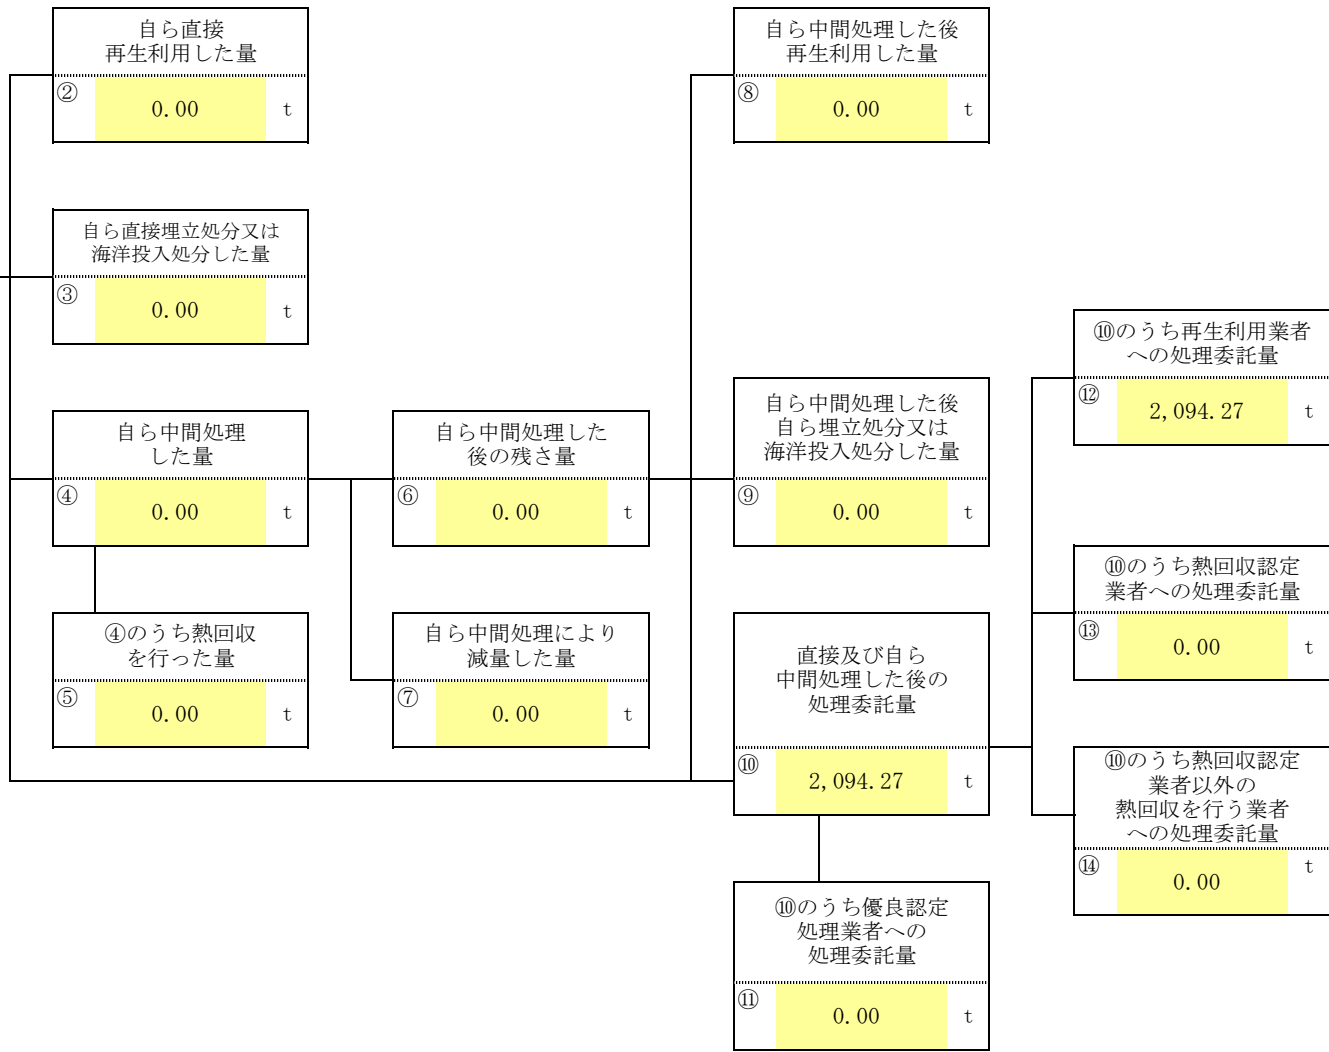 自ら直接
再生利用した量
②
0.00
t
自ら直接埋立処分又は
海洋投入処分した量
③
0.00
t
自ら中間処理
した量
④
0.00
t
④のうち熱回収
を行った量
⑤
0.00
t
自ら中間処理した
後の残さ量
⑥
0.00
t
自ら中間処理により
減量した量
⑦
0.00
t
自ら中間処理した後
再生利用した量
⑧
0.00
t
自ら中間処理した後
自ら埋立処分又は
海洋投入処分した量
⑨
0.00
t
直接及び自ら
中間処理した後の
処理委託量
⑩
2,094.27
t
⑩のうち優良認定
処理業者への
処理委託量
⑪
0.00
t
⑩のうち再生利用業者
への処理委託量
⑫
2,094.27
t
⑩のうち熱回収認定
業者への処理委託量
⑬
0.00
t
⑩のうち熱回収認定
業者以外の
熱回収を行う業者
への処理委託量
⑭
0.00
t